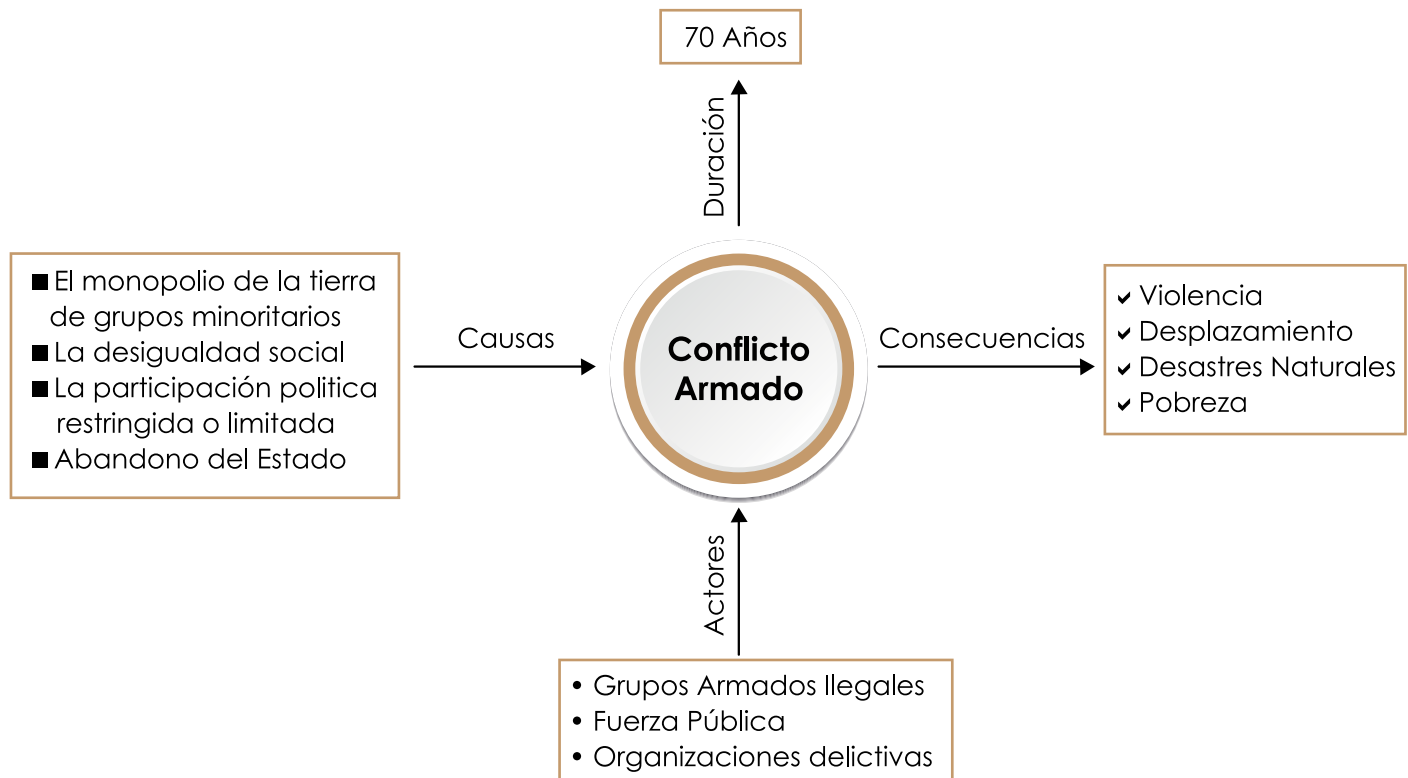 70 Años
Duración
■ El monopolio de la tierra
de grupos minoritarios
■ La desigualdad social
■ La participación politica
restringida o limitada
■ Abandono del Estado
Causas
Conflicto
Armado
Consecuencias
✔ Violencia
✔ Desplazamiento
✔ Desastres Naturales
✔ Pobreza
Actores
• Grupos Armados Ilegales
• Fuerza Pública
• Organizaciones delictivas